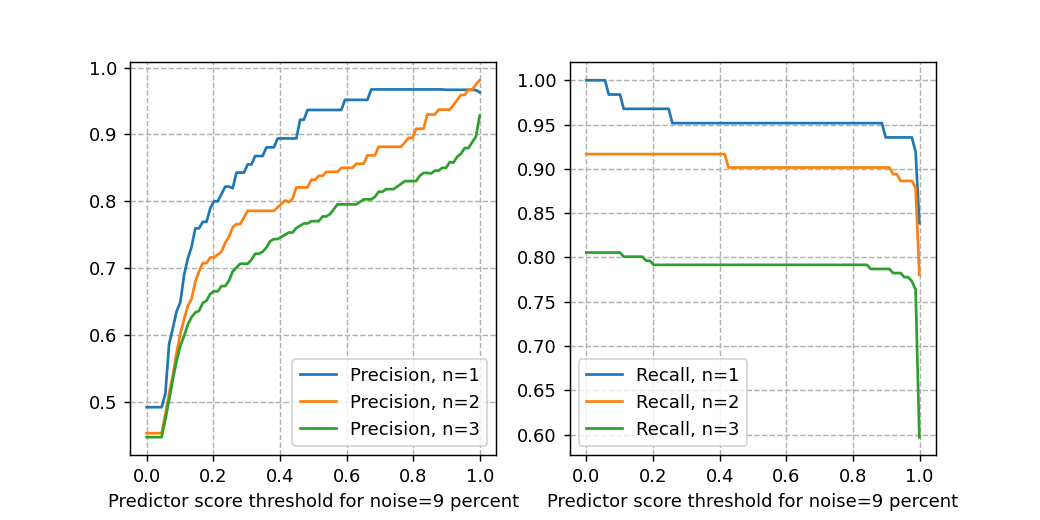 1.0
0.9
0.8
0.7
0.6
0.5
0.0 0.2 0.4 0.6 0.8 1.0
Precision, n=1
Precision, n=2
Precision, n=3
Predictor score threshold for noise=9 percent
1.00
0.95
0.90
0.85
0.80
0.75
0.70
0.65
0.60
0.0 0.2 0.4 0.6 0.8 1.0
Recall, n=1
Recall, n=2
Recall, n=3
Predictor score threshold for noise=9 percent